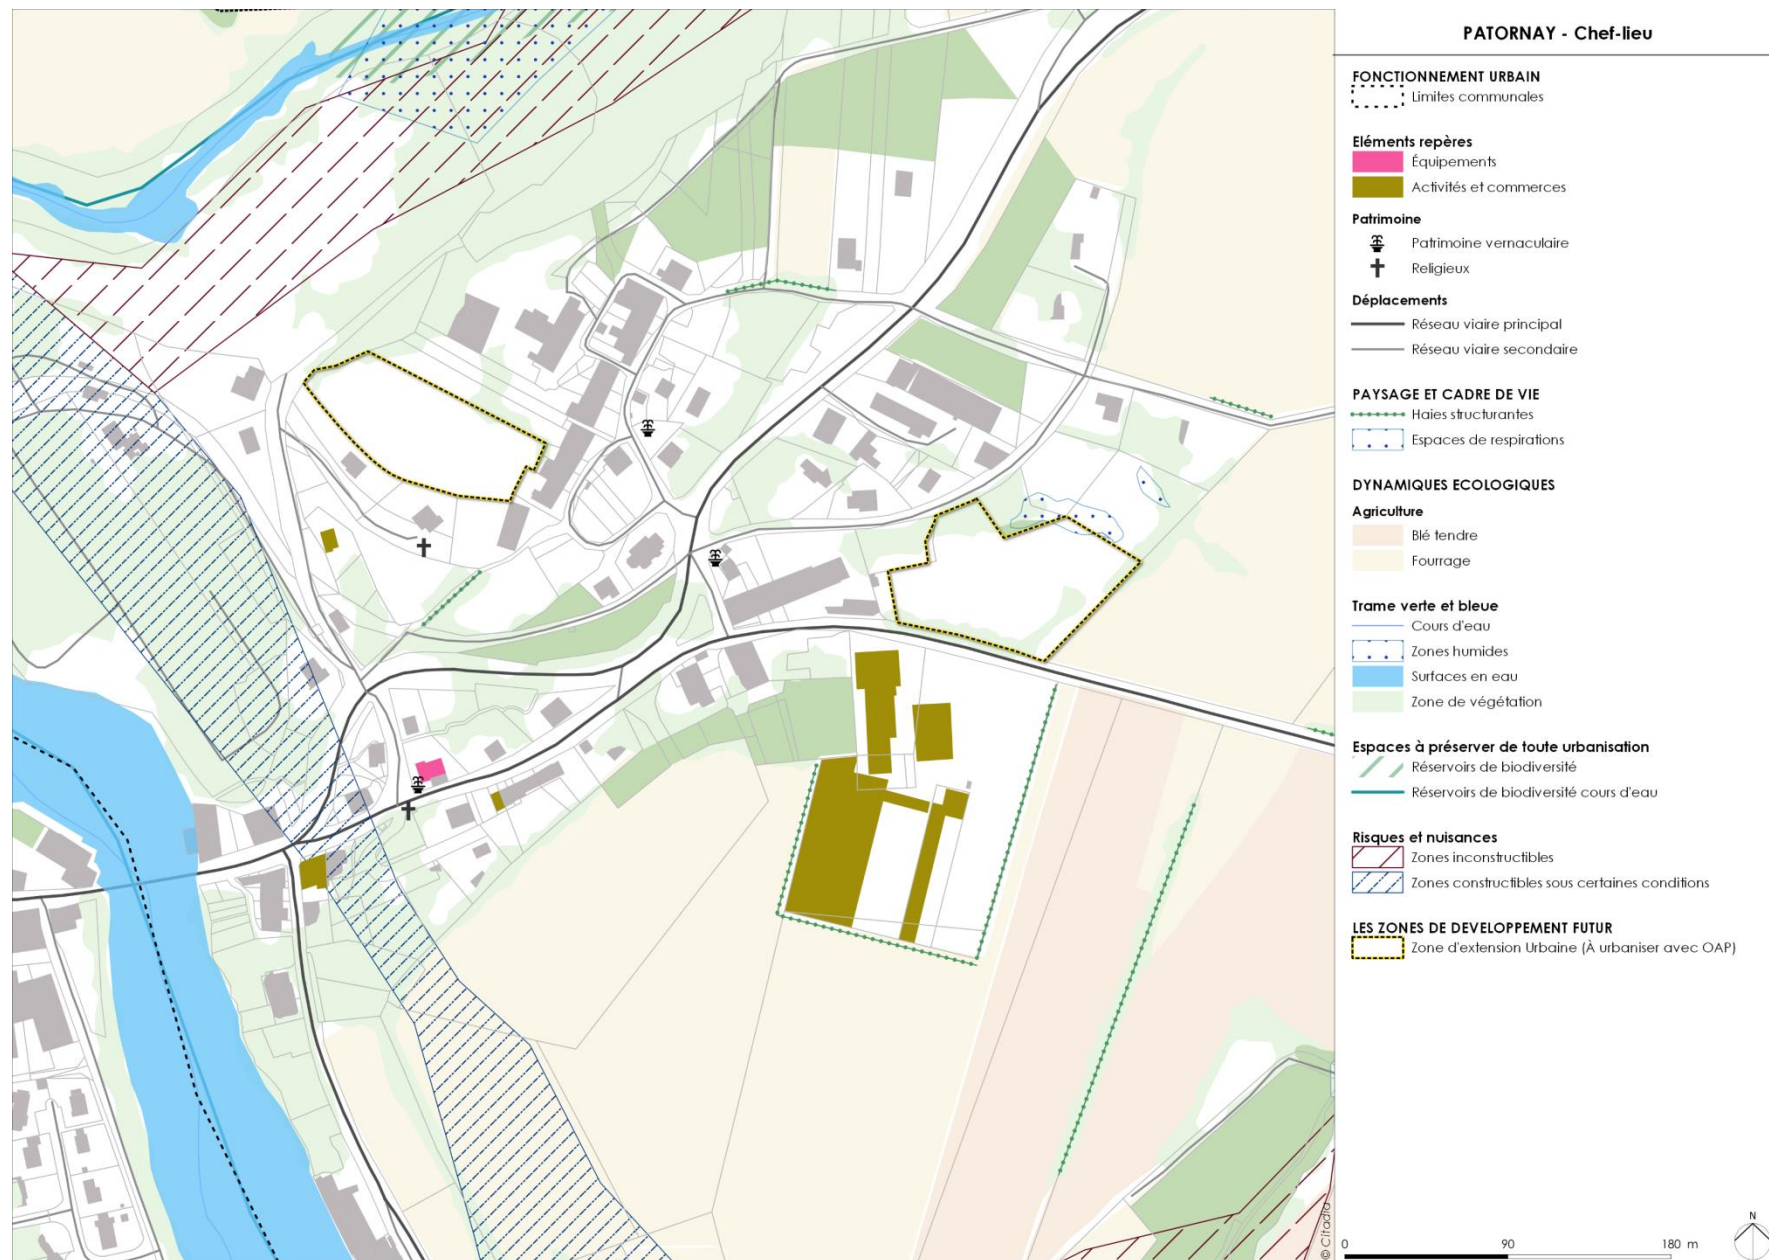 PATORNAY - Chef-lieu
FONCTIONNEMENT URBAIN
Limites communales
Eléments repères
Équipements
Activités et commerces
Patrimoine
Patrimoine vernaculaire
Religieux
Déplacements
Réseau viaire principal
Réseau viaire secondaire
PAYSAGE ET CADRE DE VIE
Haies structurantes
Espaces de respirations
DYNAMIQUES ECOLOGIQUES
Agriculture
Blé tendre
Fourrage
Trame verte et bleue
Cours d'eau
Zones humides
Surfaces en eau
Zone de végétation
Espaces à préserver de toute urbanisation
Réservoirs de biodiversité
Réservoirs de biodiversité cours d'eau
Risques et nuisances
Zones inconstructibles
Zones constructibles sous certaines conditions
LES ZONES DE DEVELOPPEMENT FUTUR
Zone d'extension Urbaine (À urbaniser avec OAP)
© Citadia
N
0 90 180 m